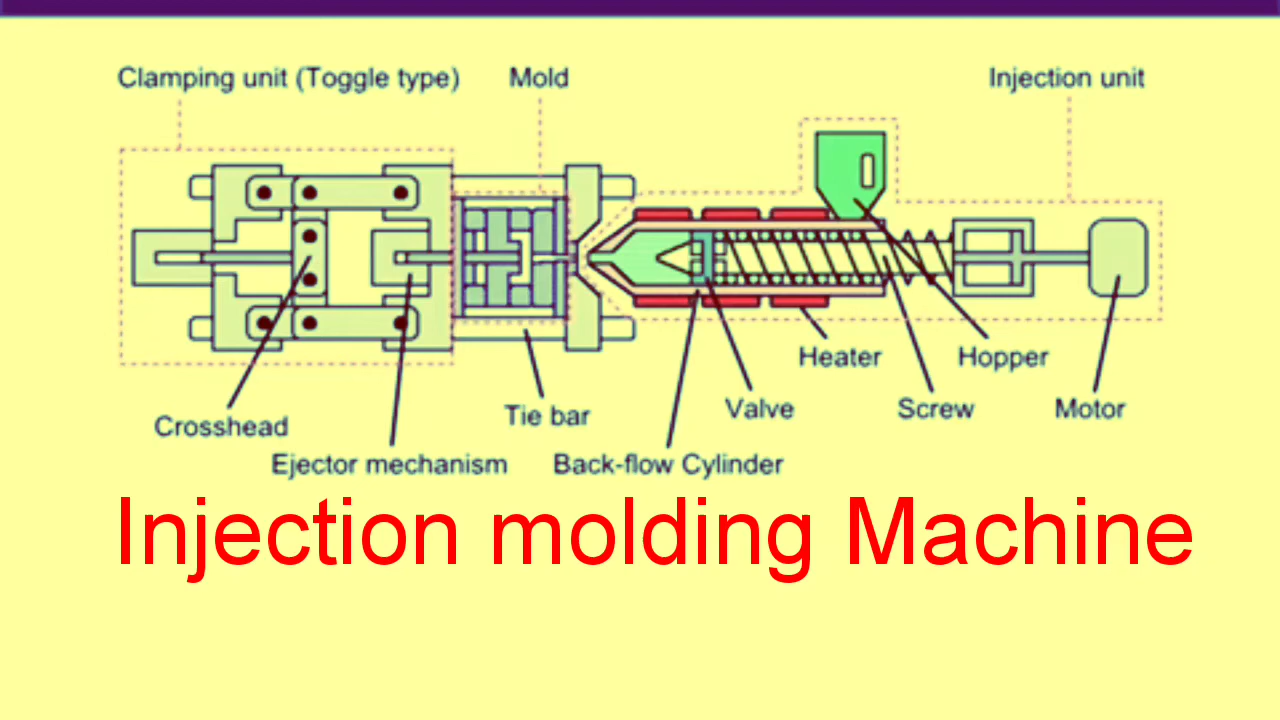 Clamping unit (Toggle type)
Mold
Injection unit
Heater
Hopper
Valve
Screw
Motor
Tie bar
Crosshead
Ejector mechanism
Back-flow Cylinder
Injection molding Machine